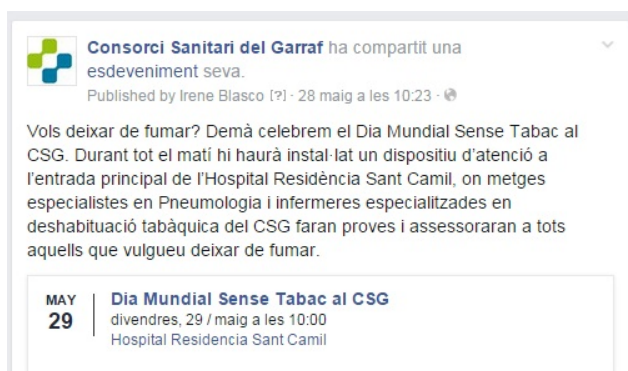 Consorci Sanitari del Garraf ha compartit una
esdeveniment seva.
Published by Irene Blasco [?] · 28 maig a les 10:23 ·
Vols deixar de fumar? Demà celebrem el Dia Mundial Sense Tabac al
CSG. Durant tot el matí hi haurà instal·lat un dispositiu d'atenció a
l'entrada principal de l'Hospital Residència Sant Camil, on metges
especialistes en Pneumologia i infermeres especialitzades en
deshabituació tabàquica del CSG faran proves i assessoraran a tots
aquells que vulgueu deixar de fumar.
MAY
29
Dia Mundial Sense Tabac al CSG
divendres, 29 / maig a les 10:00
Hospital Residencia Sant Camil